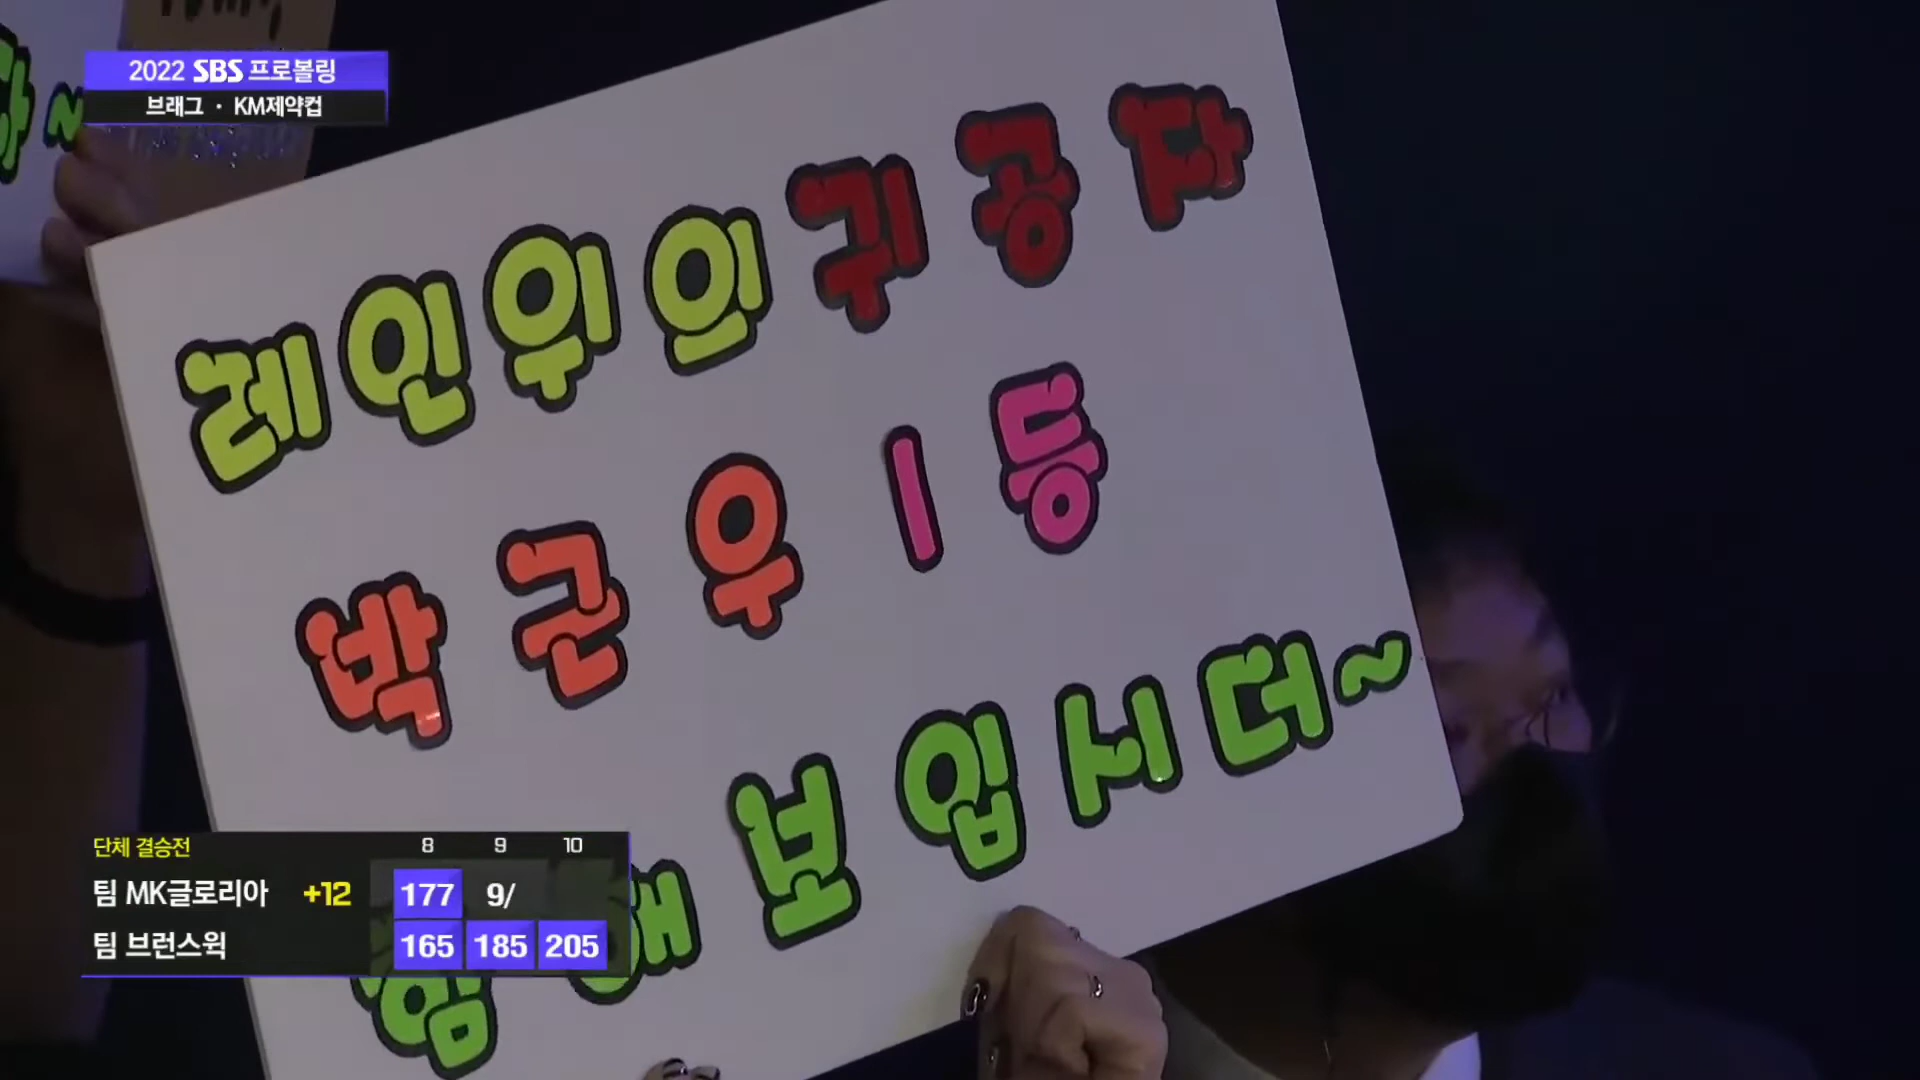 2022 SBS 프로볼링
브래그 · KM제약컵
레인위의 귀공자
박근우 1등
보입시더~
단체 결승전 8 9 10
팀 MK글로리아 +12 177 9/
팀 브런스윅 165 185 205